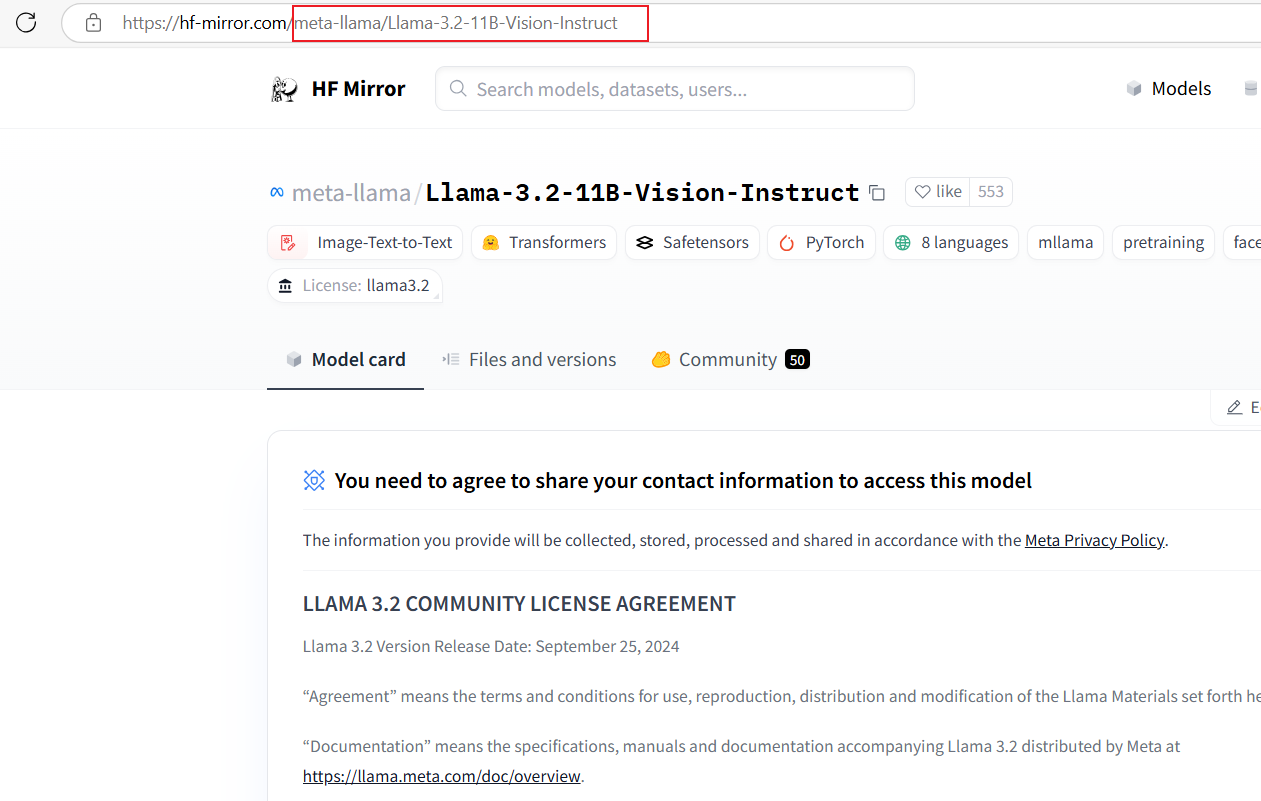 https://hf-mirror.com/meta-llama/Llama-3.2-11B-Vision-Instruct
HF Mirror
Search models, datasets, users...
Models
meta-llama/Llama-3.2-11B-Vision-Instruct
like 553
Image-Text-to-Text Transformers Safetensors PyTorch 8 languages mllama pretraining face
License: llama3.2
Model card Files and versions Community 50
You need to agree to share your contact information to access this model
The information you provide will be collected, stored, processed and shared in accordance with the Meta Privacy Policy.
LLAMA 3.2 COMMUNITY LICENSE AGREEMENT
Llama 3.2 Version Release Date: September 25, 2024
“Agreement” means the terms and conditions for use, reproduction, distribution and modification of the Llama Materials set forth he
“Documentation” means the specifications, manuals and documentation accompanying Llama 3.2 distributed by Meta at
https://llama.meta.com/doc/overview.